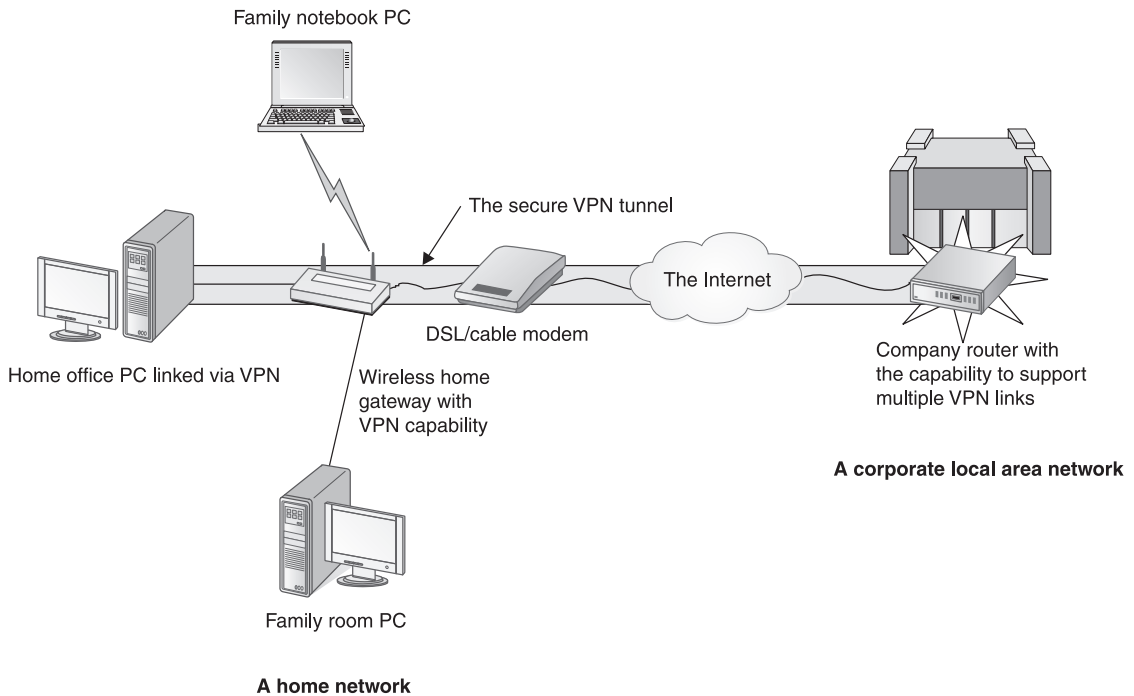 Family notebook PC
The secure VPN tunnel
The Internet
DSL/cable modem
Home office PC linked via VPN
Wireless home
gateway with
VPN capability
Company router with
the capability to support
multiple VPN links
A corporate local area network
Family room PC
A home network